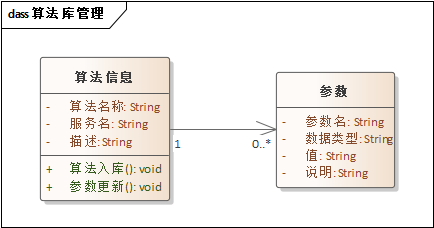 class 算法库管理
算法信息
- 算法名称: String
- 服务名: String
- 描述: String
+ 算法入库(): void
+ 参数更新(): void
参数
- 参数名: String
- 数据类型: String
- 值: String
- 说明: String
1
0..*